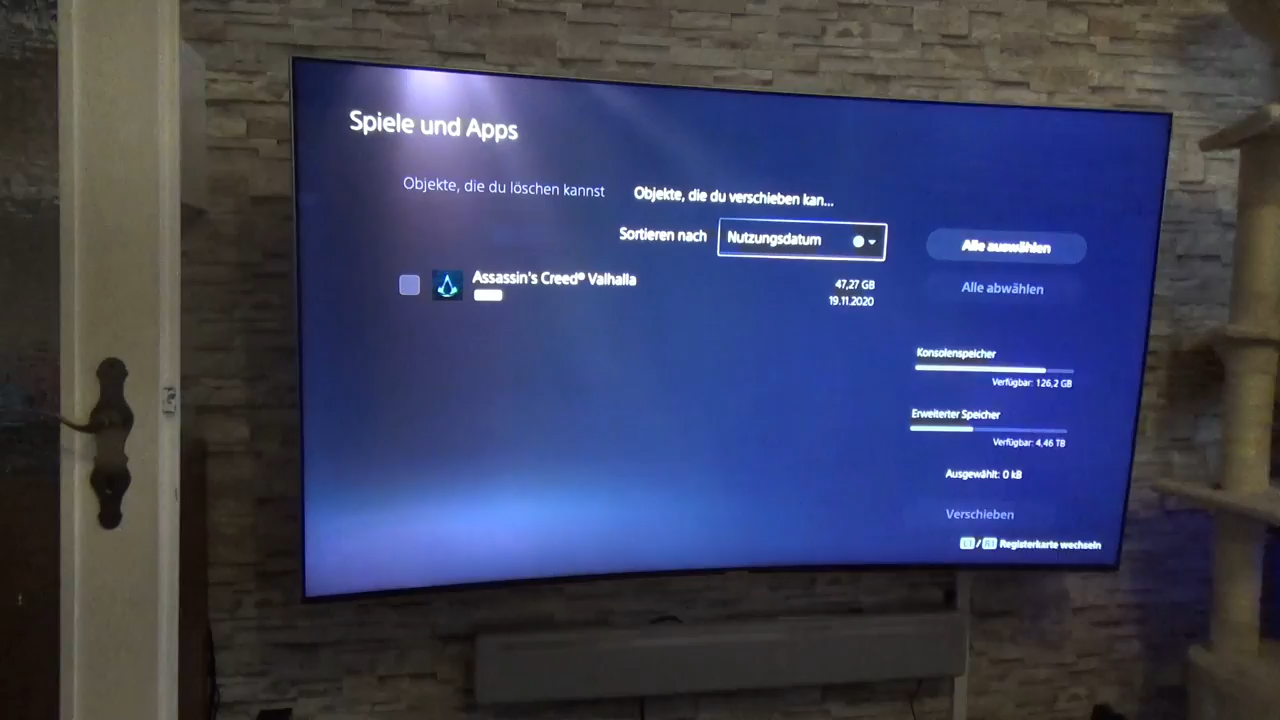 Spiele und Apps
Objekte, die du löschen kannst
Objekte, die du verschieben kan...
Sortieren nach
Nutzungsdatum
Alle auswählen
Assassin's Creed® Valhalla
47,27 GB
19.11.2020
Alle abwählen
Konsolenspeicher
Verfügbar: 126,2 GB
Erweiterter Speicher
Verfügbar: 4,46 TB
Ausgewählt: 0 kB
Verschieben
L1 / R1 Registerkarte wechseln